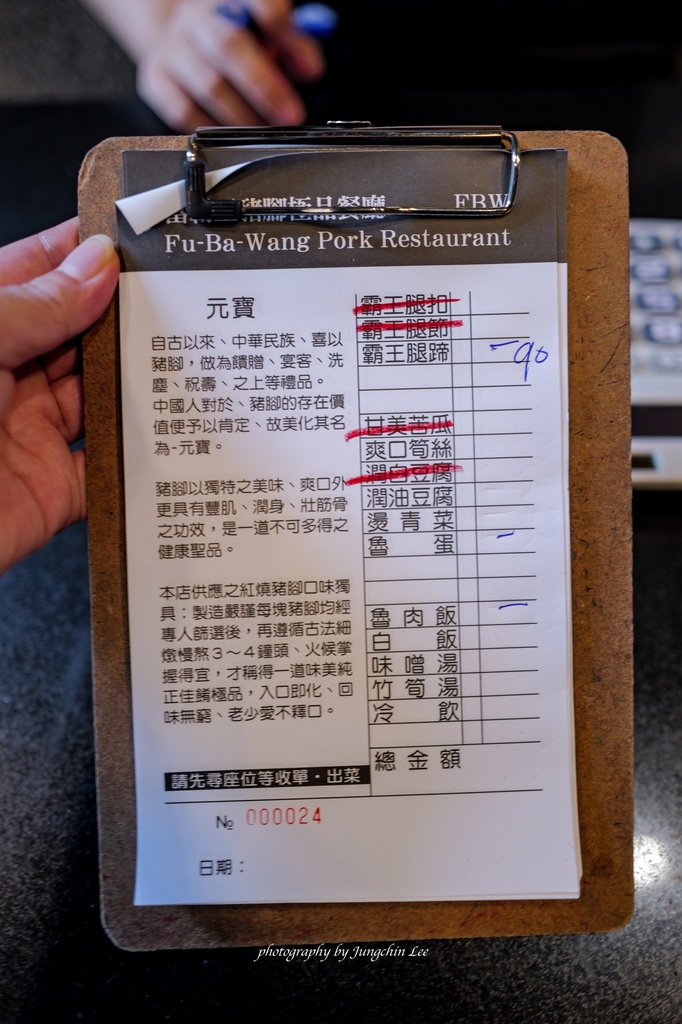 豬腳極品餐廳 FBW
Fu-Ba-Wang Pork Restaurant
元寶
自古以來、中華民族、喜以
豬腳，做為饋贈、宴客、洗
塵、祝壽、之上等禮品。
中國人對於、豬腳的存在價
值便予以肯定、故美化其名
為-元寶。
豬腳以獨特之美味、爽口外
更具有豐肌、潤身、壯筋骨
之功效，是一道不可多得之
健康聖品。
本店供應之紅燒豬腳口味獨
具：製造嚴謹每塊豬腳均經
專人篩選後，再遵循古法細
燉慢熬3～4鐘頭、火候掌
握得宜，才稱得一道味美純
正佳餚極品，入口即化、回
味無窮、老少愛不釋口。
請先尋座位等收單·出菜
霸王腿扣
霸王腿節
霸王腿蹄 - 90
甘美苦瓜
爽口筍絲
潤白豆腐
潤油豆腐
燙青菜
魯蛋 -
魯肉飯 -
白飯
味噌湯
竹筍湯
冷飲
總金額
№ 000024
日期：
photography by Jungchin Lee